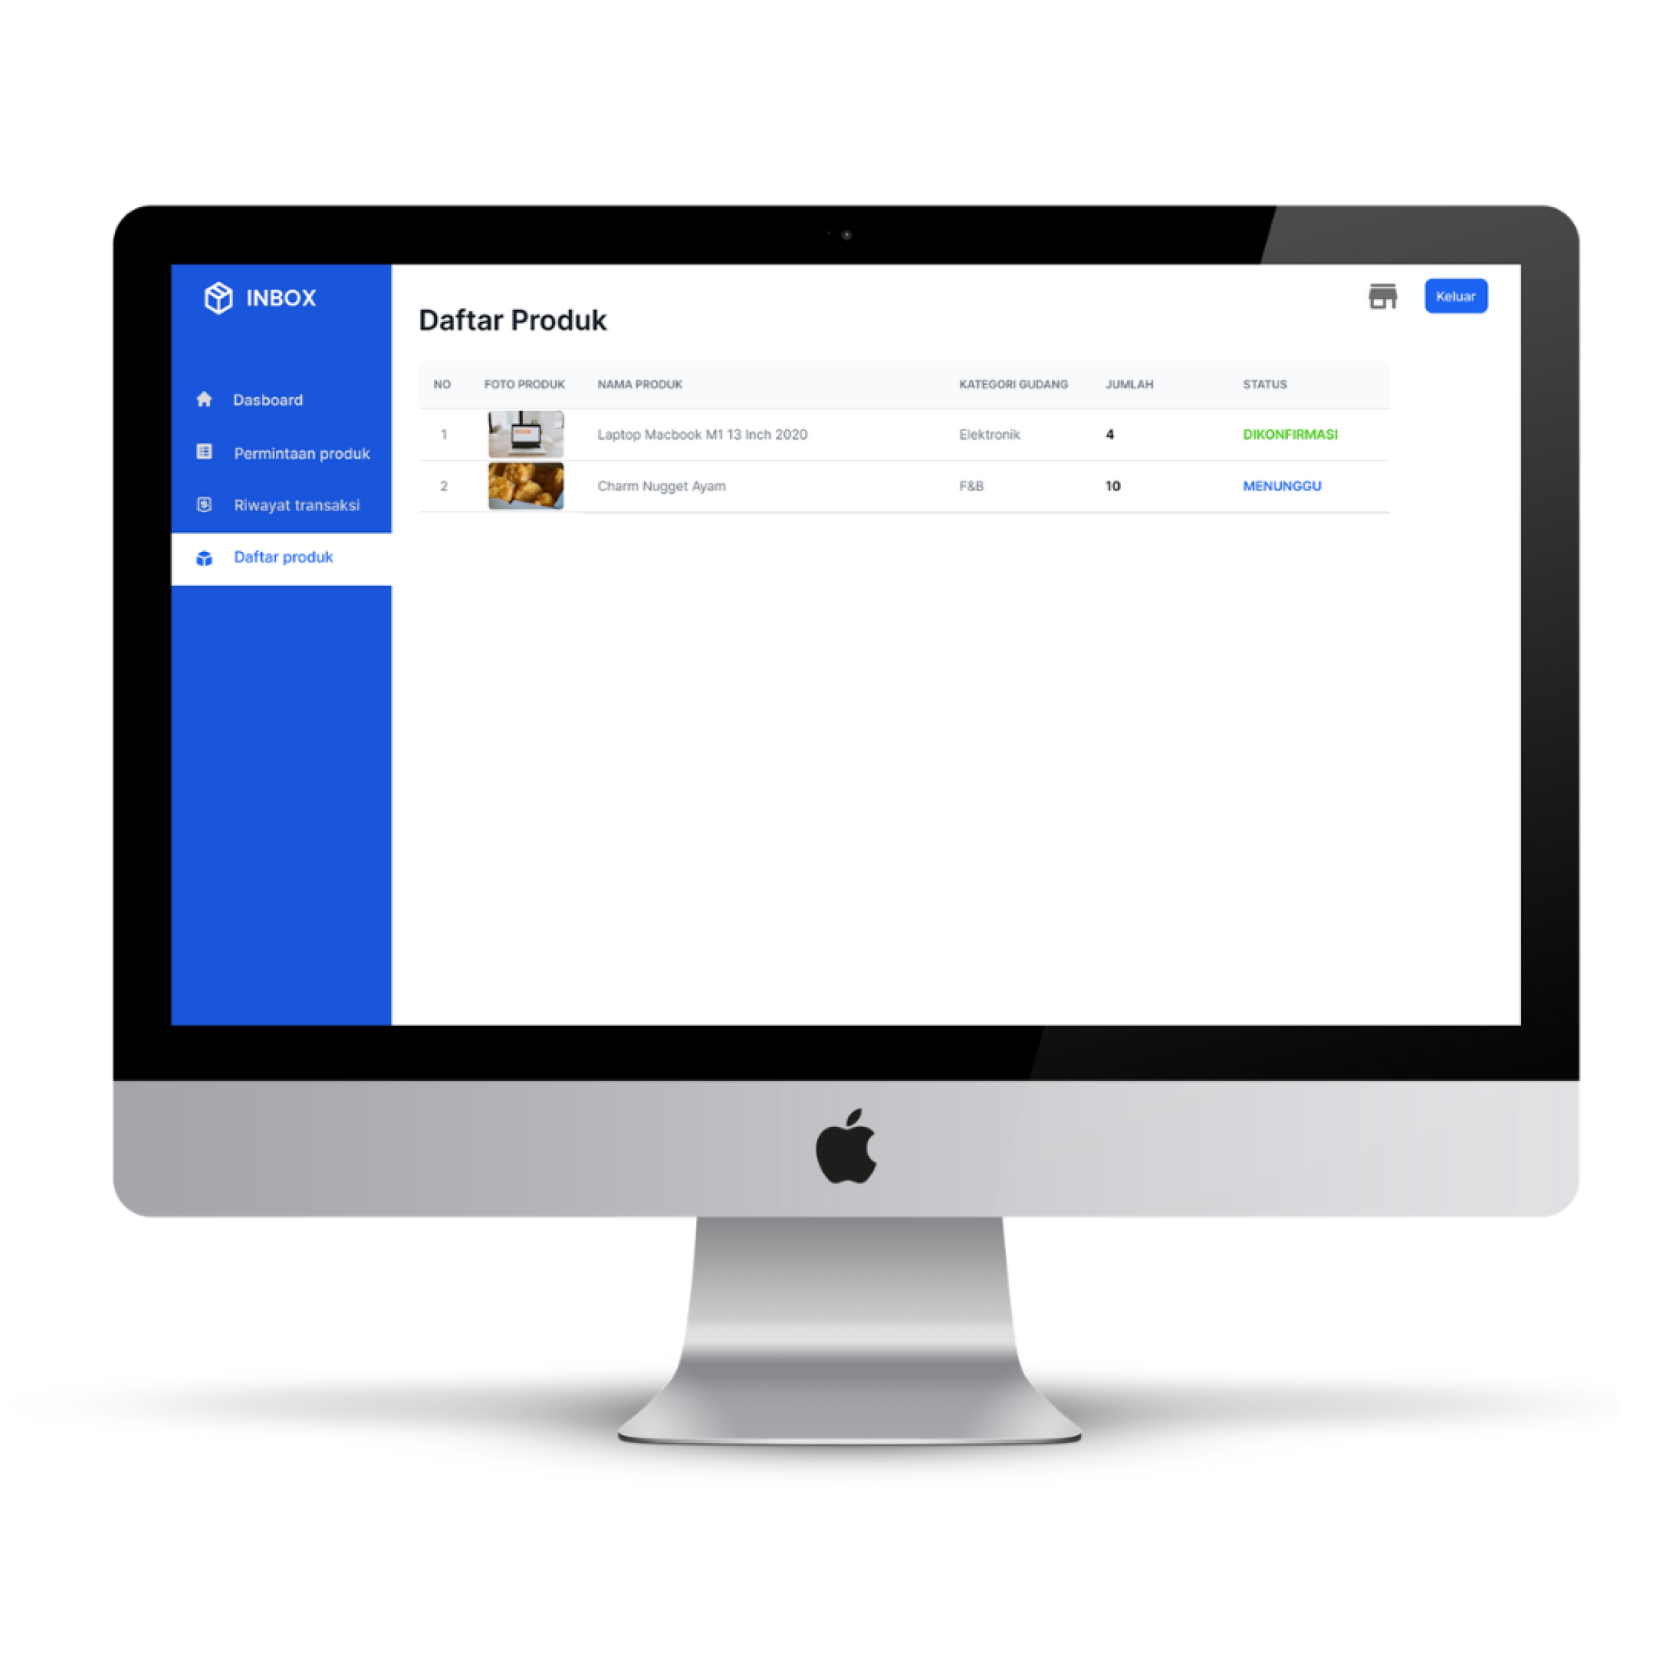 INBOX
Dasboard
Permintaan produk
Riwayat transaksi
Daftar produk
Keluar
Daftar Produk
NO FOTO PRODUK NAMA PRODUK KATEGORI GUDANG JUMLAH STATUS
1 Laptop Macbook M1 13 Inch 2020 Elektronik 4 DIKONFIRMASI
2 Charm Nugget Ayam F&B 10 MENUNGGU